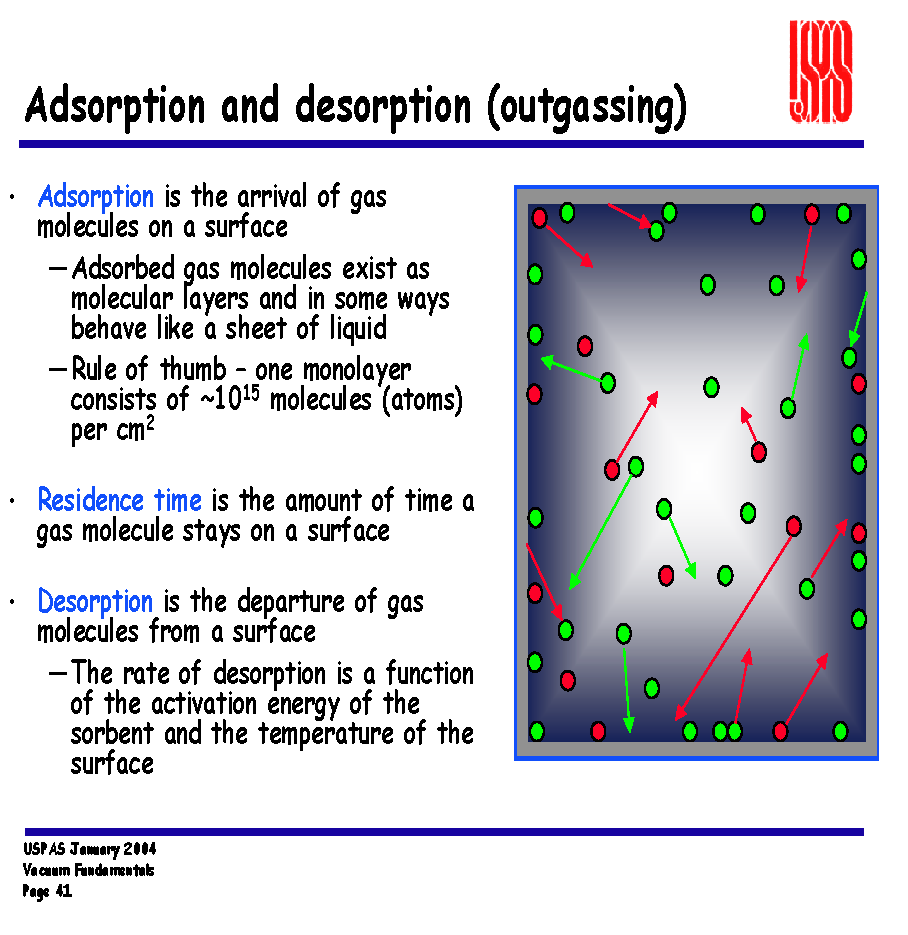 Adsorption and desorption (outgassing)
· Adsorption is the arrival of gas
molecules on a surface
—Adsorbed gas molecules exist as
molecular layers and in some ways
behave like a sheet of liquid
—Rule of thumb – one monolayer
consists of ~10¹⁵ molecules (atoms)
per cm²
· Residence time is the amount of time a
gas molecule stays on a surface
· Desorption is the departure of gas
molecules from a surface
—The rate of desorption is a function
of the activation energy of the
sorbent and the temperature of the
surface
USPAS January 2004
Vacuum Fundamentals
Page 41